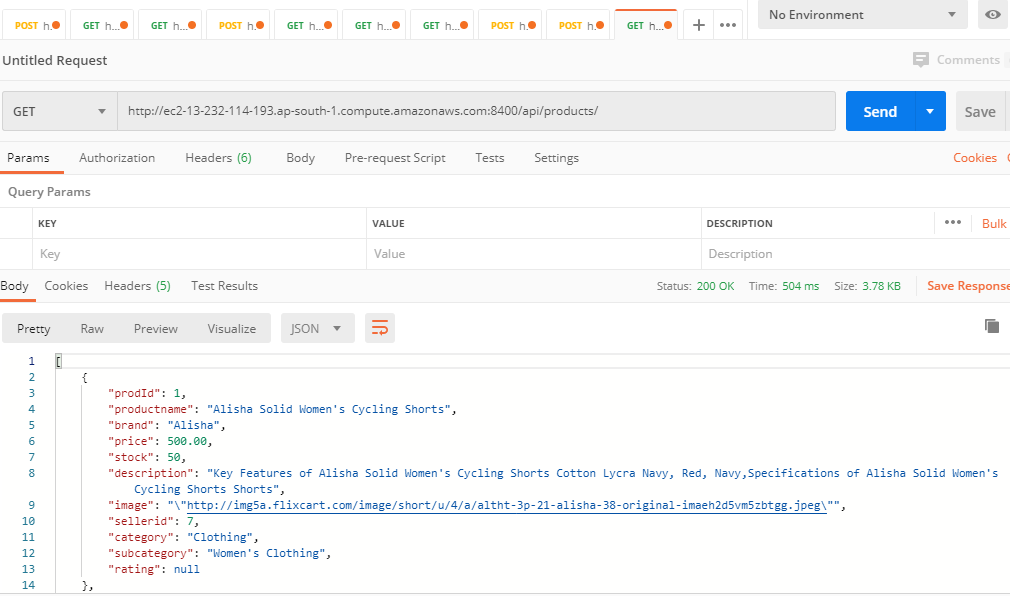 POST h... GET h... GET h... POST h... GET h... GET h... GET h... POST h... POST h... GET h... + ••• No Environment
Untitled Request Comments
GET http://ec2-13-232-114-193.ap-south-1.compute.amazonaws.com:8400/api/products/ Send Save
Params Authorization Headers (6) Body Pre-request Script Tests Settings Cookies
Query Params
KEY VALUE DESCRIPTION ••• Bulk
Key Value Description
Body Cookies Headers (5) Test Results Status: 200 OK Time: 504 ms Size: 3.78 KB Save Response
Pretty Raw Preview Visualize JSON
1 [
2 {
3 "prodId": 1,
4 "productname": "Alisha Solid Women's Cycling Shorts",
5 "brand": "Alisha",
6 "price": 500.00,
7 "stock": 50,
8 "description": "Key Features of Alisha Solid Women's Cycling Shorts Cotton Lycra Navy, Red, Navy,Specifications of Alisha Solid Women's
Cycling Shorts Shorts",
9 "image": "\"http://img5a.flixcart.com/image/short/u/4/a/altht-3p-21-alisha-38-original-imaeh2d5vm5zbtgg.jpeg\"",
10 "sellerid": 7,
11 "category": "Clothing",
12 "subcategory": "Women's Clothing",
13 "rating": null
14 },